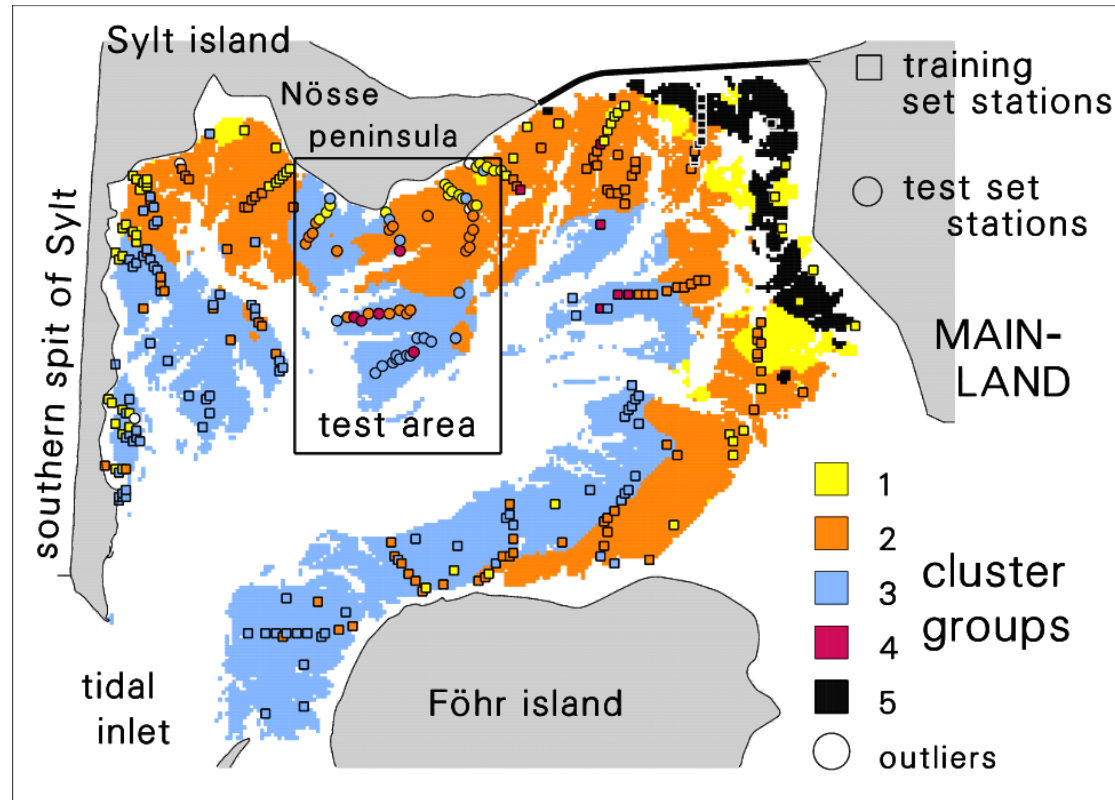 Sylt island
Nösse
peninsula
training
set stations
test set
stations
southern spit of Sylt
MAIN-
LAND
test area
1
2
3
4
5
cluster
groups
outliers
tidal
inlet
Föhr island